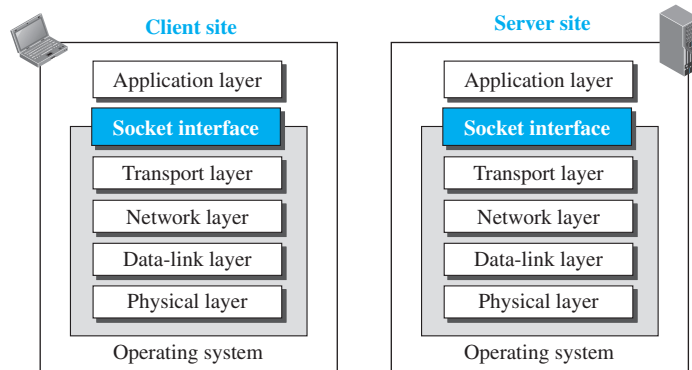 Client site
Application layer
Socket interface
Transport layer
Network layer
Data-link layer
Physical layer
Operating system
Server site
Application layer
Socket interface
Transport layer
Network layer
Data-link layer
Physical layer
Operating system